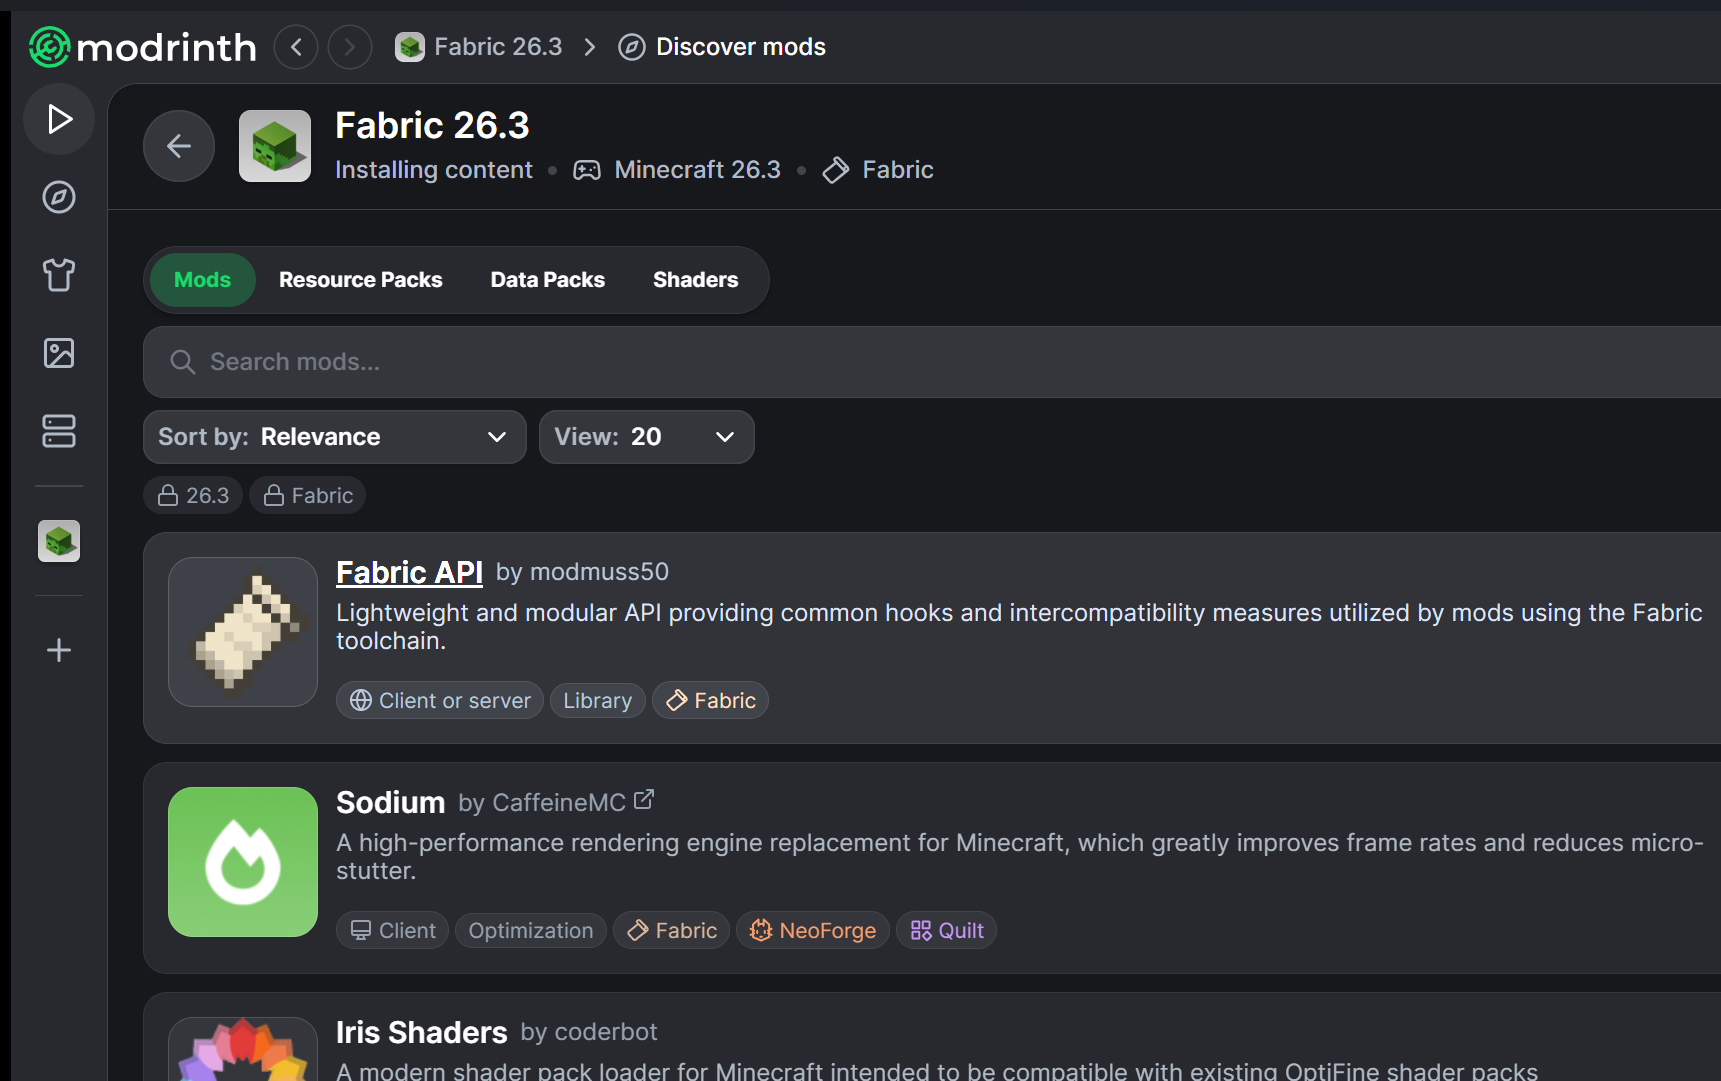 modrinth
Fabric 26.3
Discover mods
Fabric 26.3
Installing content • Minecraft 26.3 • Fabric
Mods
Resource Packs
Data Packs
Shaders
Search mods...
Sort by: Relevance
View: 20
26.3
Fabric
Fabric API by modmuss50
Lightweight and modular API providing common hooks and intercompatibility measures utilized by mods using the Fabric
toolchain.
Client or server
Library
Fabric
Sodium by CaffeineMC
A high-performance rendering engine replacement for Minecraft, which greatly improves frame rates and reduces micro-
stutter.
Client
Optimization
Fabric
NeoForge
Quilt
Iris Shaders by coderbot
A modern shader pack loader for Minecraft intended to be compatible with existing OptiFine shader packs